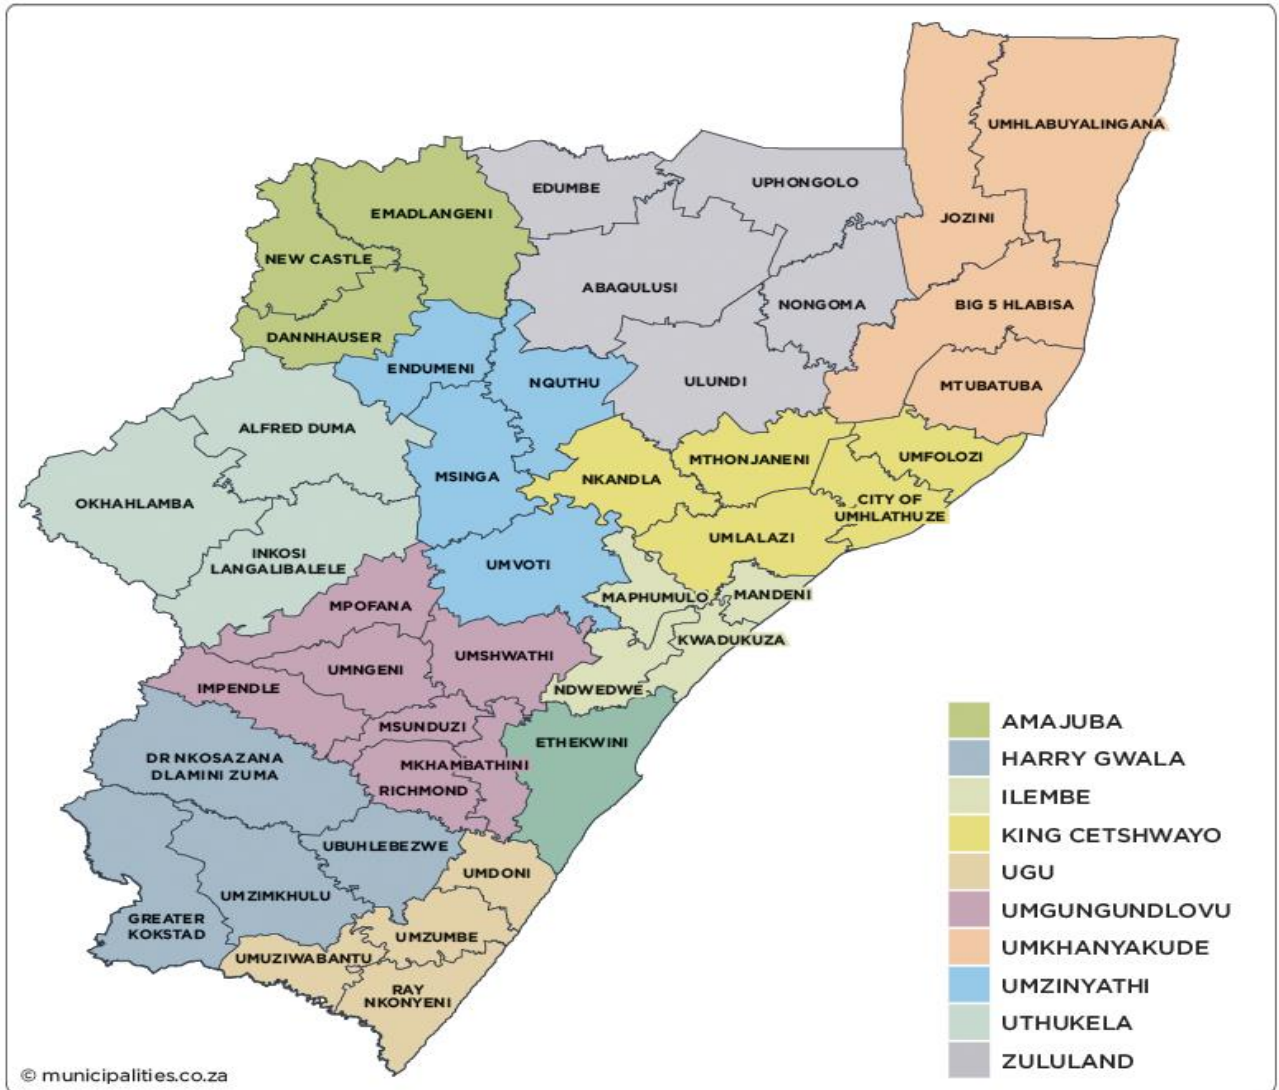 UMHLABUYALINGANA
EDUMBE
UPHONGOLO
EMADLANGENI
JOZINI
NEW CASTLE
ABAQULUSI
NONGOMA
BIG 5 HLABISA
DANNHAUSER
ENDUMENI
NQUTHU
ULUNDI
MTUBATUBA
ALFRED DUMA
MTHONJANENI
UMFOLOZI
OKHAHLAMBA
MSINGA
NKANDLA
CITY OF
UMHLATHUZE
INKOSI
LANGALIBALELE
UMVOTI
UMLALAZI
MPOFANA
MAPHUMULO
MANDENI
UMNGENI
UMSHWATHI
KWADUKUZA
IMPENDLE
NDWEDWE
MSUNDUZI
ETHEKWINI
DR NKOSAZANA
DLAMINI ZUMA
MKHAMBATHINI
RICHMOND
UBUHLEBEZWE
UMDONI
UMZIMKHULU
GREATER
KOKSTAD
UMZUMBE
UMUZIWABANTU
RAY
NKONYENI
AMAJUBA
HARRY GWALA
ILEMBE
KING CETSHWAYO
UGU
UMGUNGUNDLOVU
UMKHANYAKUDE
UMZINYATHI
UTHUKELA
ZULULAND
© municipalities.co.za